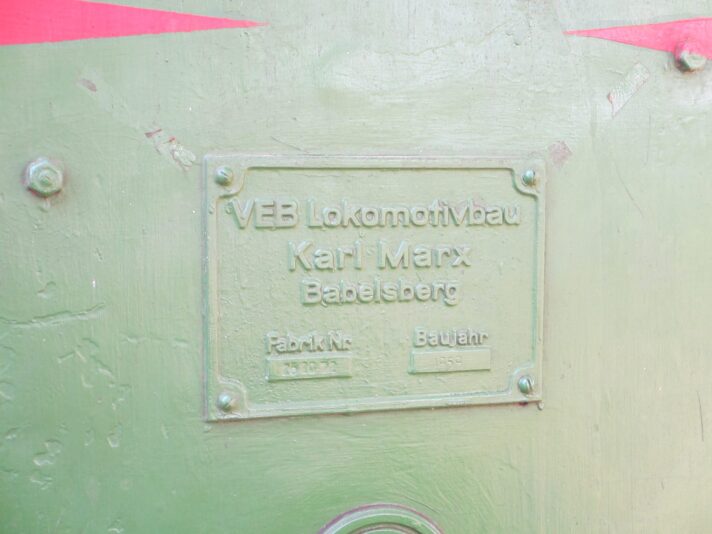 VEB Lokomotivbau
Karl Marx
Babelsberg
Fabrik Nr Baujahr